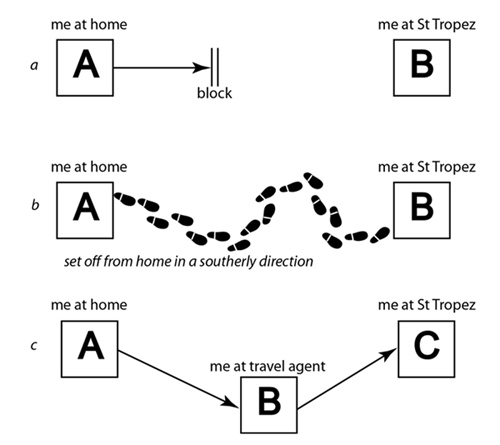 me at home
me at St Tropez
a
A
block
B
me at home
me at St Tropez
b
A
B
set off from home in a southerly direction
me at home
me at St Tropez
c
A
me at travel agent
B
C